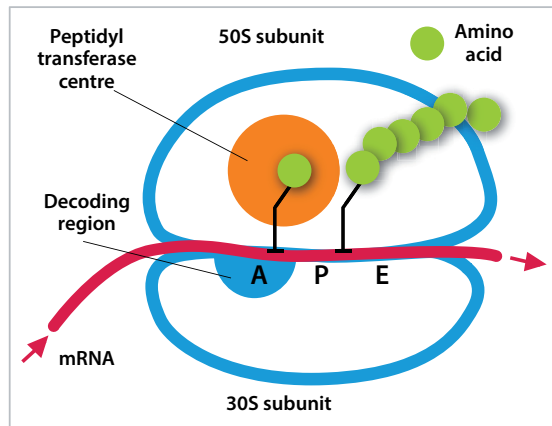 Peptidyl
transferase
centre
50S subunit
Amino
acid
Decoding
region
A P E
mRNA
30S subunit